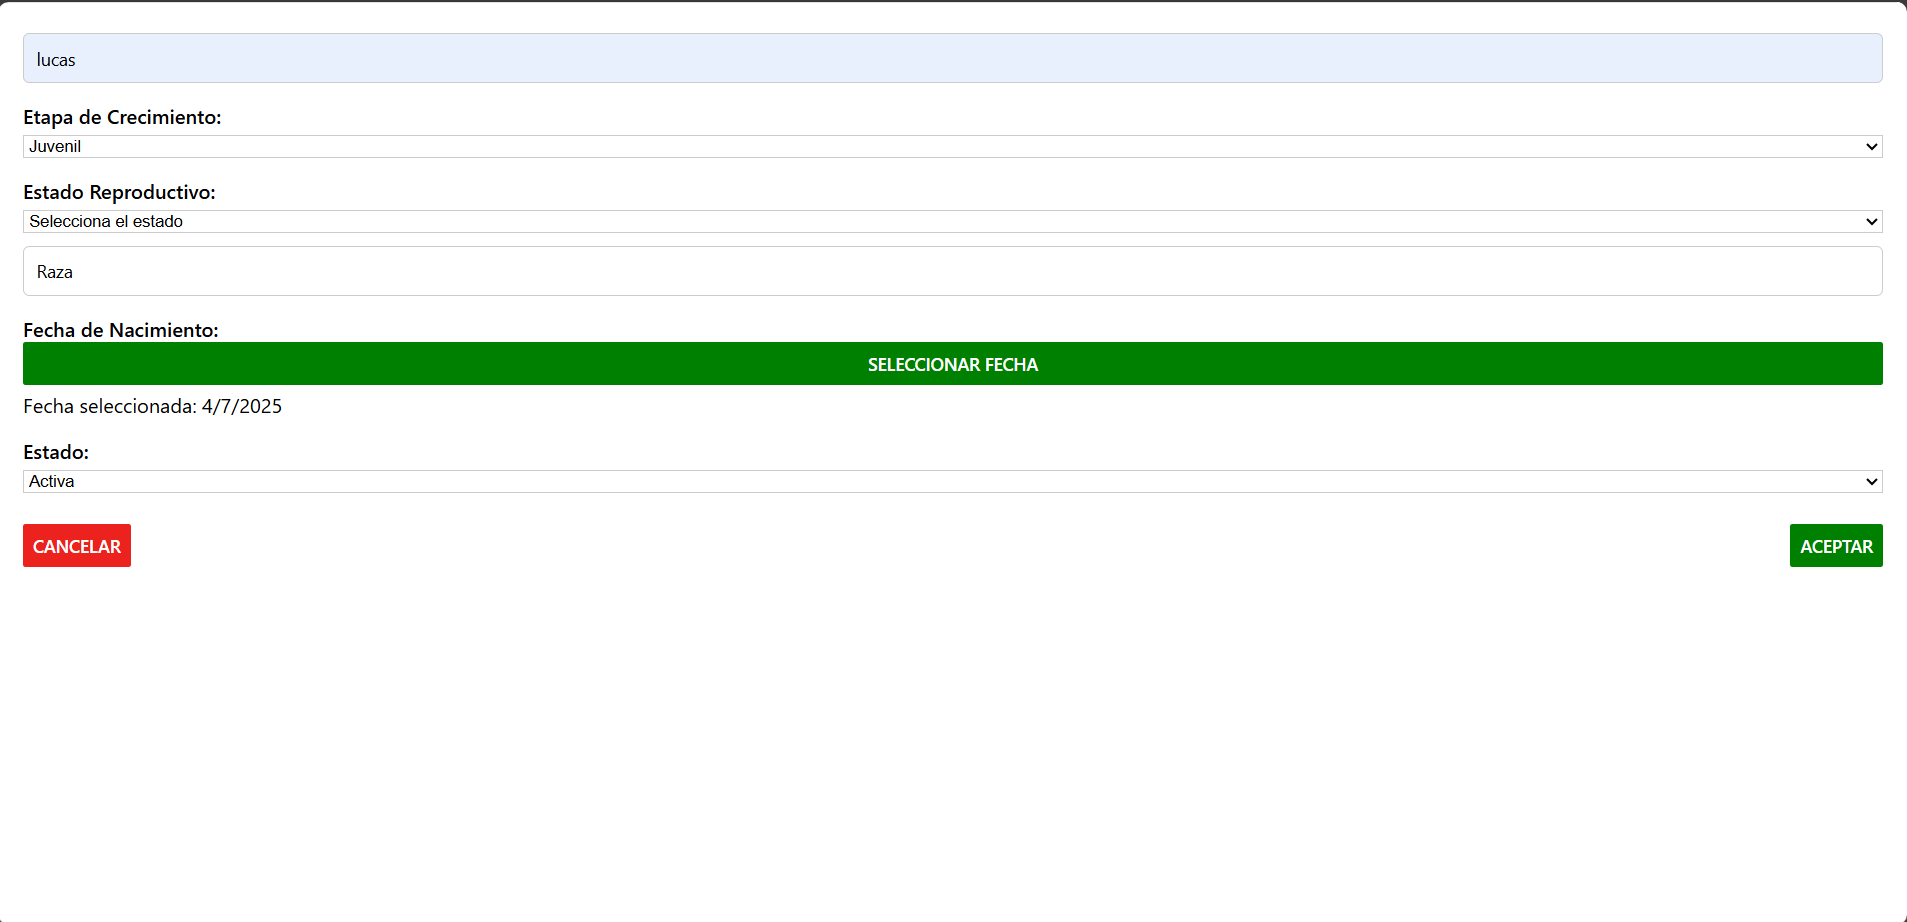 lucas
Etapa de Crecimiento:
Juvenil
Estado Reproductivo:
Selecciona el estado
Raza
Fecha de Nacimiento:
SELECCIONAR FECHA
Fecha seleccionada: 4/7/2025
Estado:
Activa
CANCELAR
ACEPTAR